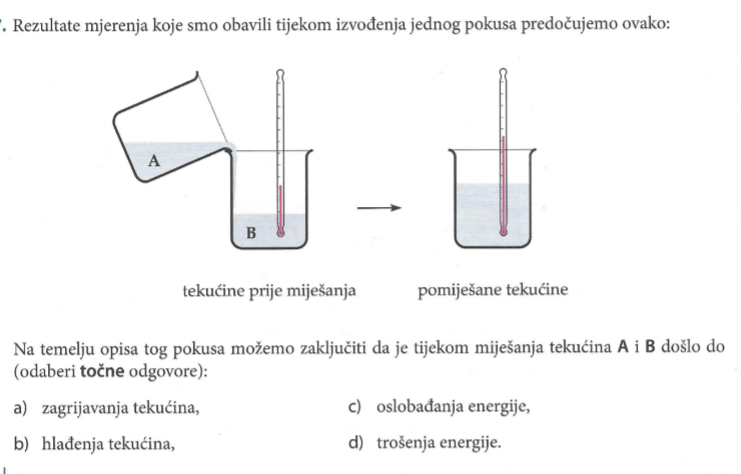 . Rezultate mjerenja koje smo obavili tijekom izvođenja jednog pokusa predočujemo ovako:
A
B
tekućine prije miješanja
pomiješane tekućine
Na temelju opisa tog pokusa možemo zaključiti da je tijekom miješanja tekućina A i B došlo do
(odaberi točne odgovore):
a) zagrijavanja tekućina,
c) oslobađanja energije,
b) hlađenja tekućina,
d) trošenja energije.